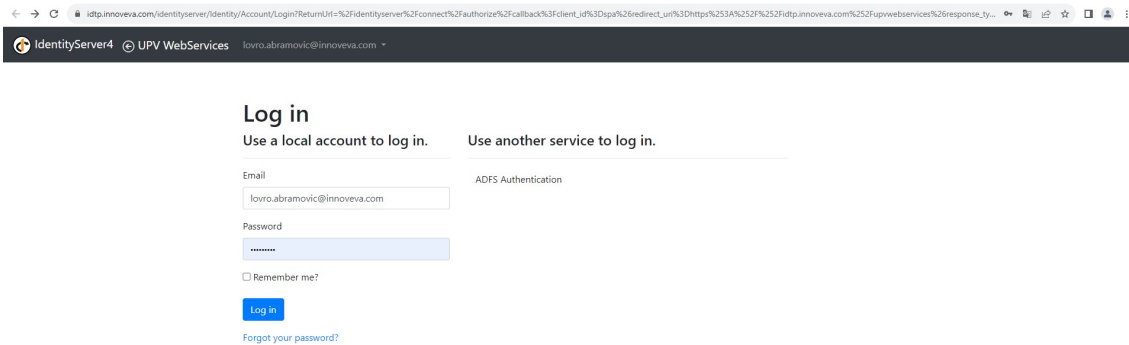 idtp.innoveva.com/identityserver/Identity/Account/Login?ReturnUrl=%2Fidentityserver%2Fconnect%2Fauthorize%2Fcallback%3Fclient_id%3Dspa%26redirect_uri%3Dhttps%253A%252F%252Fidtp.innoveva.com%252Fupvwebservices%26response_ty...
IdentityServer4 UPV WebServices lovro.abramovic@innoveva.com
Log in
Use a local account to log in.
Use another service to log in.
Email
ADFS Authentication
lovro.abramovic@innoveva.com
Password
Remember me?
Log in
Forgot your password?